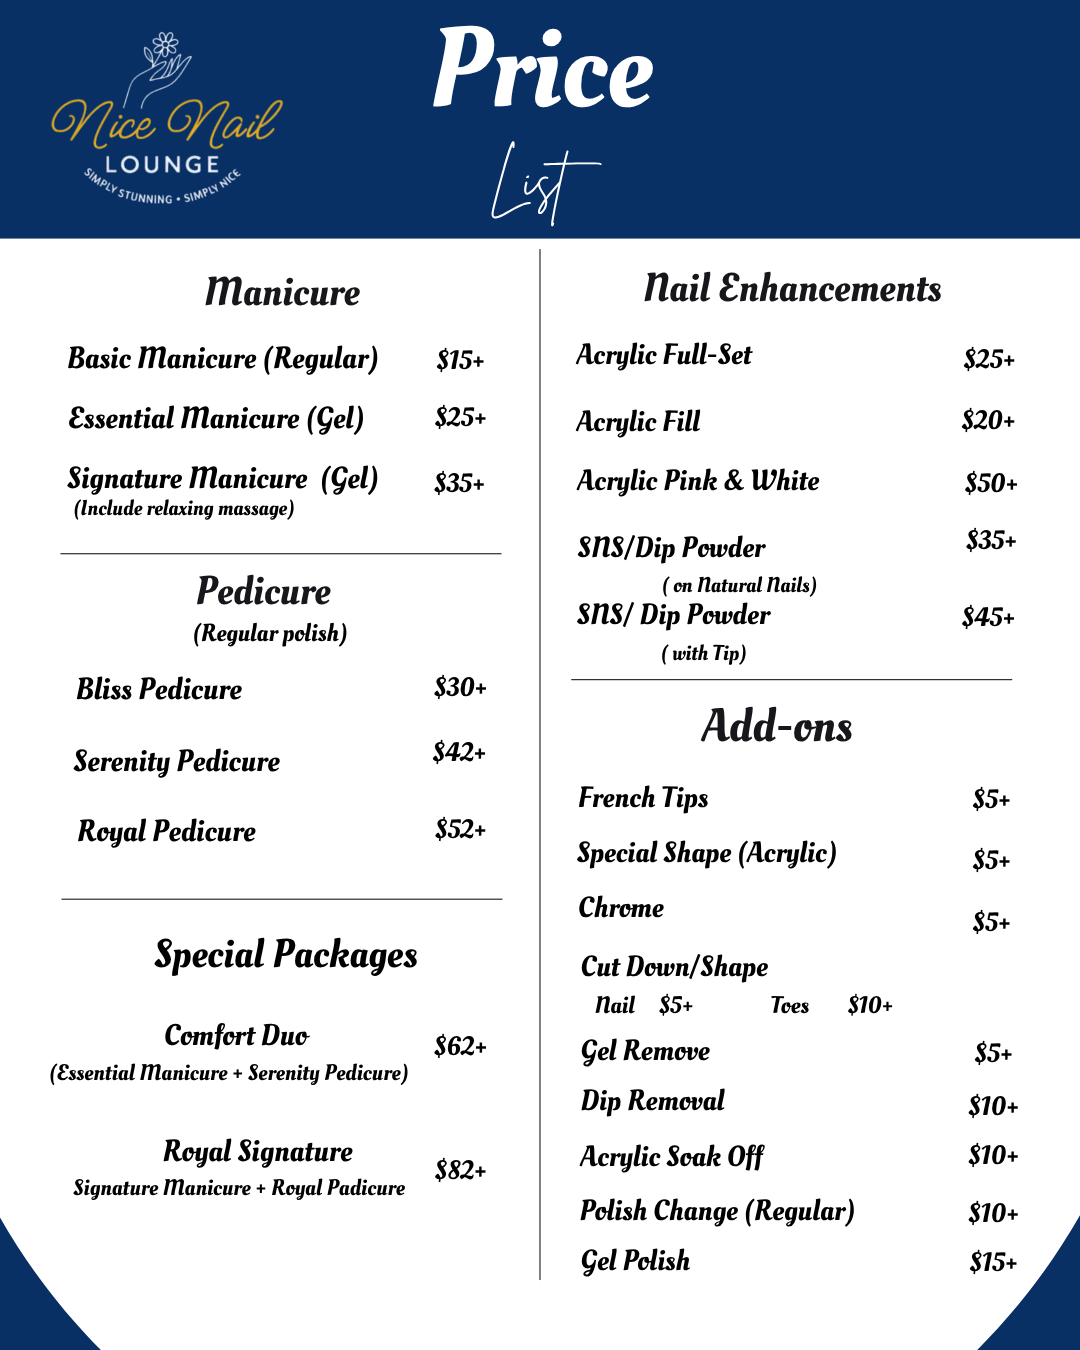 Nice Nail
LOUNGE
SIMPLY STUNNING • SIMPLY NICE
Price
List
Manicure
Basic Manicure (Regular) $15+
Essential Manicure (Gel) $25+
Signature Manicure (Gel) $35+
(Include relaxing massage)
Pedicure
(Regular polish)
Bliss Pedicure $30+
Serenity Pedicure $42+
Royal Pedicure $52+
Special Packages
Comfort Duo $62+
(Essential Manicure + Serenity Pedicure)
Royal Signature $82+
Signature Manicure + Royal Padicure
Nail Enhancements
Acrylic Full-Set $25+
Acrylic Fill $20+
Acrylic Pink & White $50+
SNS/Dip Powder $35+
( on Natural Nails)
SNS/ Dip Powder $45+
( with Tip)
Add-ons
French Tips $5+
Special Shape (Acrylic) $5+
Chrome $5+
Cut Down/Shape
Nail $5+ Toes $10+
Gel Remove $5+
Dip Removal $10+
Acrylic Soak Off $10+
Polish Change (Regular) $10+
Gel Polish $15+